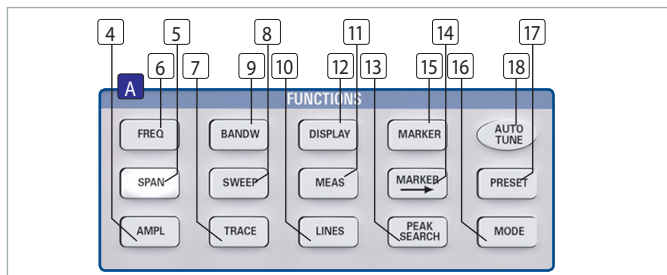 4 5 8 11 14 17
6 7 9 10 12 13 15 16 18
A
FUNCTIONS
FREQ BANDW DISPLAY MARKER AUTO TUNE
SPAN SWEEP MEAS MARKER PRESET
AMPL TRACE LINES PEAK SEARCH MODE